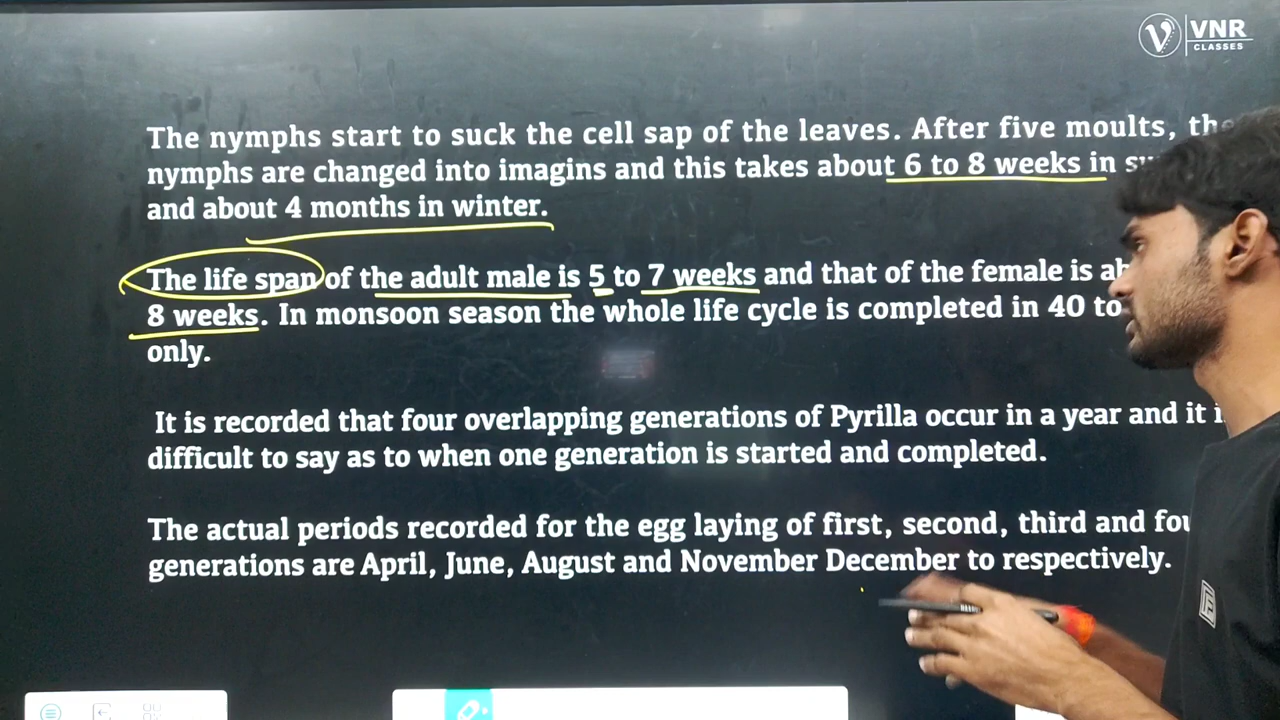 VNR
CLASSES
The nymphs start to suck the cell sap of the leaves. After five moults, the
nymphs are changed into imagins and this takes about 6 to 8 weeks in
and about 4 months in winter.
The life span of the adult male is 5 to 7 weeks and that of the female is
8 weeks. In monsoon season the whole life cycle is completed in 40 to
only.
It is recorded that four overlapping generations of Pyrilla occur in a year and it
difficult to say as to when one generation is started and completed.
The actual periods recorded for the egg laying of first, second, third and
generations are April, June, August and November December to respectively.